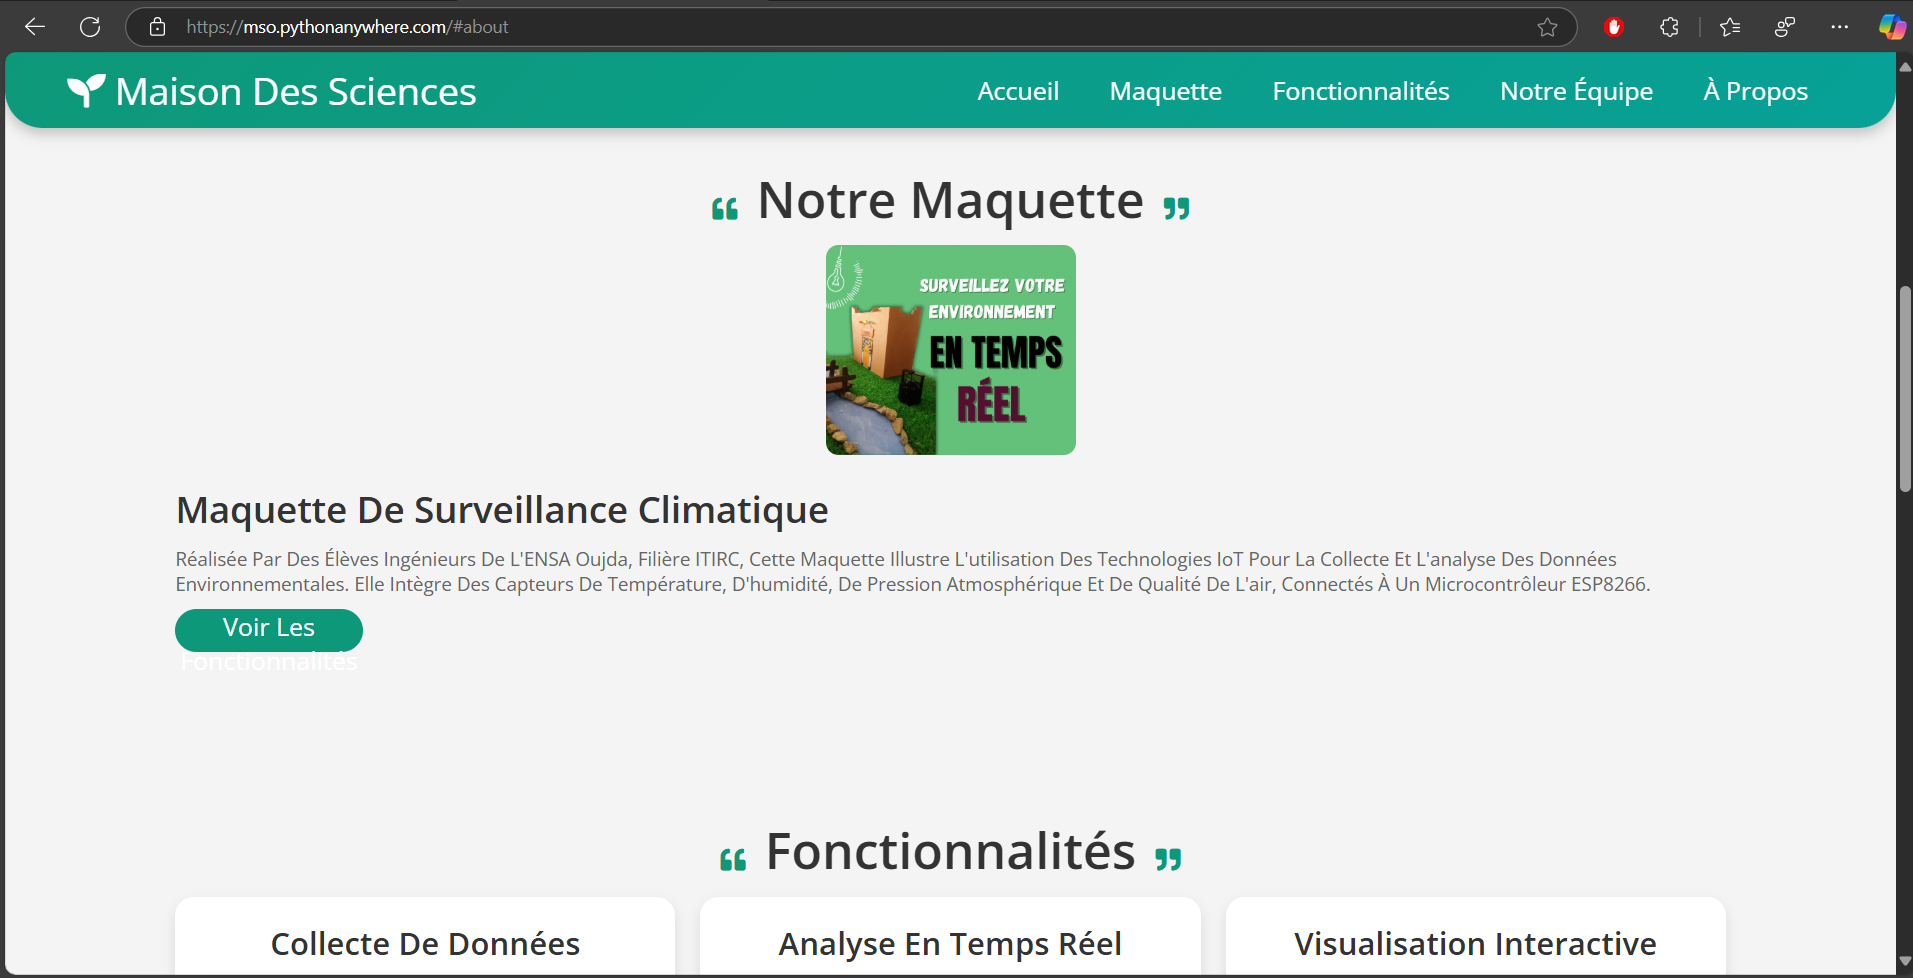 https://mso.pythonanywhere.com/#about
Maison Des Sciences
Accueil Maquette Fonctionnalités Notre Équipe À Propos
Notre Maquette
SURVEILLEZ VOTRE
ENVIRONNEMENT
EN TEMPS
RÉEL
Maquette De Surveillance Climatique
Réalisée Par Des Élèves Ingénieurs De L'ENSA Oujda, Filière ITIRC, Cette Maquette Illustre L'utilisation Des Technologies IoT Pour La Collecte Et L'analyse Des Données
Environnementales. Elle Intègre Des Capteurs De Température, D'humidité, De Pression Atmosphérique Et De Qualité De L'air, Connectés À Un Microcontrôleur ESP8266.
Voir Les
Fonctionnalités
Fonctionnalités
Collecte De Données
Analyse En Temps Réel
Visualisation Interactive